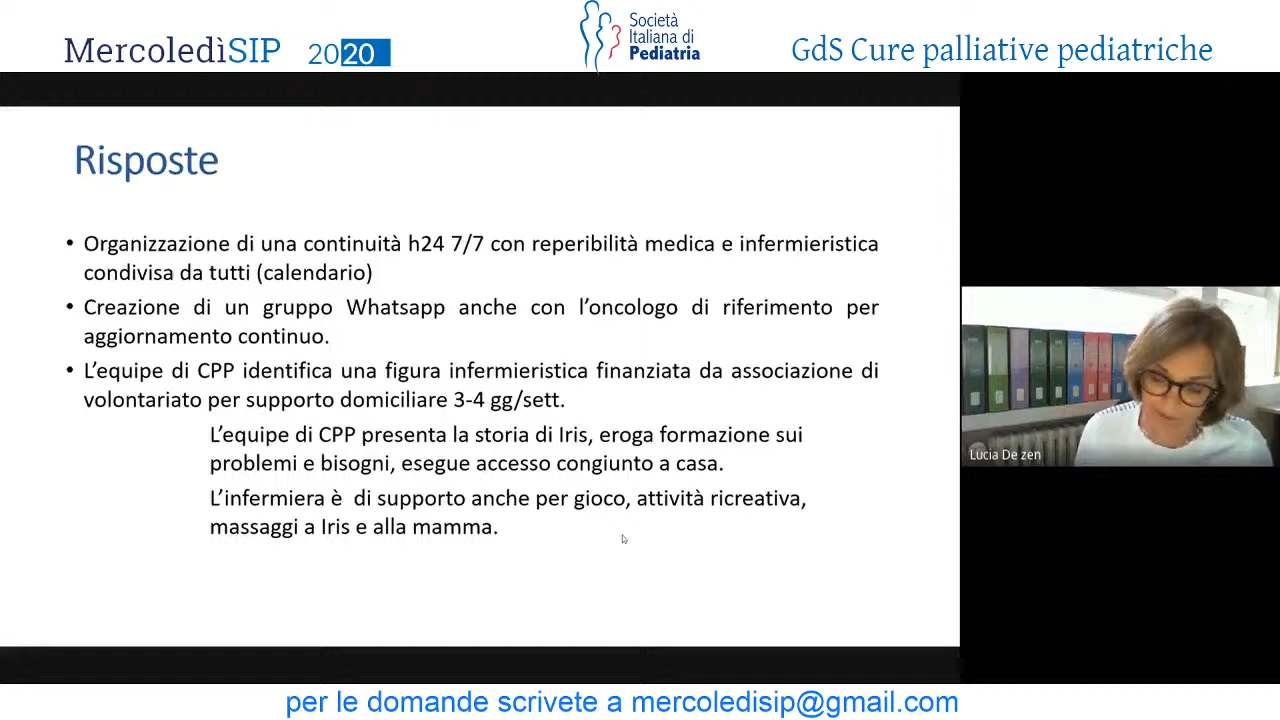 MercoledìSIP 2020
Società
Italiana di
Pediatria
GdS Cure palliative pediatriche
Risposte
• Organizzazione di una continuità h24 7/7 con reperibilità medica e infermieristica
condivisa da tutti (calendario)
• Creazione di un gruppo Whatsapp anche con l’oncologo di riferimento per
aggiornamento continuo.
• L’equipe di CPP identifica una figura infermieristica finanziata da associazione di
volontariato per supporto domiciliare 3-4 gg/sett.
L’equipe di CPP presenta la storia di Iris, eroga formazione sui
problemi e bisogni, esegue accesso congiunto a casa.
L’infermiera è di supporto anche per gioco, attività ricreativa,
massaggi a Iris e alla mamma.
Lucia De zen
per le domande scrivete a mercoledisip@gmail.com